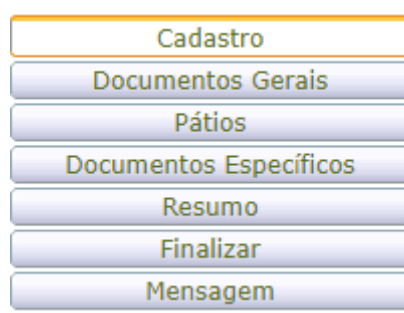 Cadastro
Documentos Gerais
Pátios
Documentos Específicos
Resumo
Finalizar
Mensagem